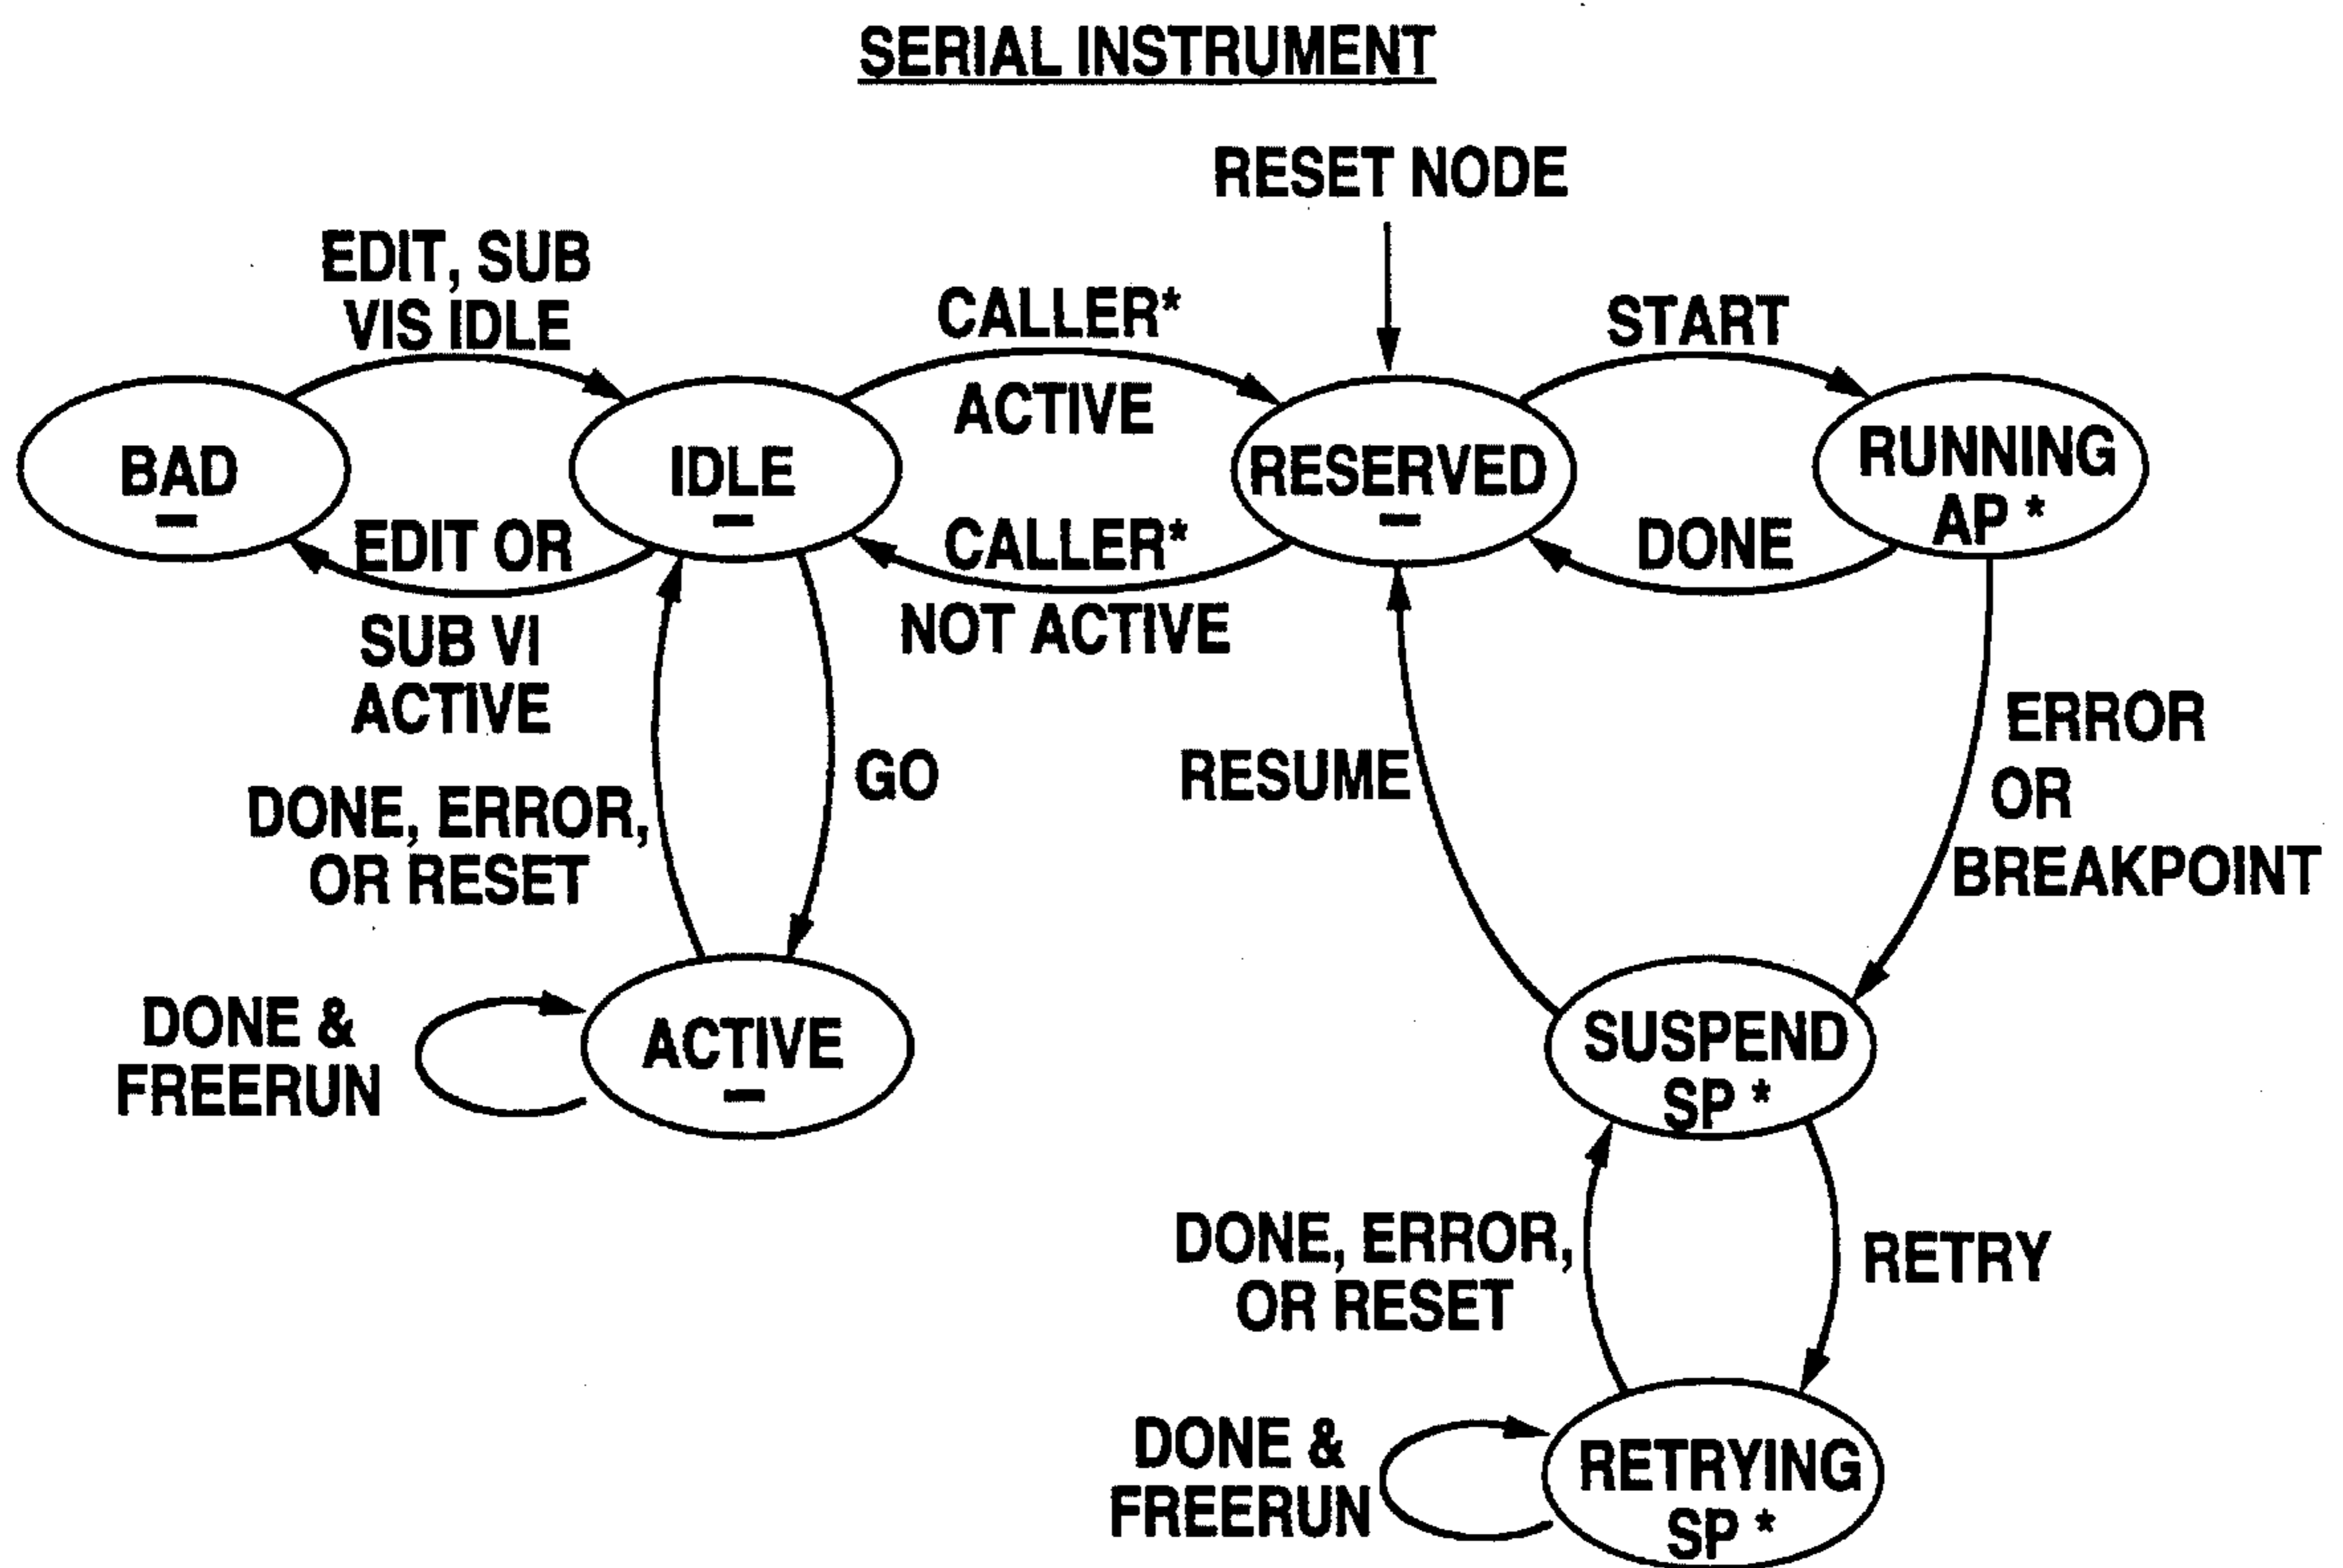 SERIAL INSTRUMENT
RESET NODE
EDIT, SUB
VIS IDLE
CALLER*
ACTIVE
START
BAD
–
IDLE
–
RESERVED
–
RUNNING
AP *
EDIT OR
SUB VI
ACTIVE
CALLER*
NOT ACTIVE
DONE
DONE, ERROR,
OR RESET
GO
RESUME
ERROR
OR
BREAKPOINT
DONE &
FREERUN
ACTIVE
–
SUSPEND
SP *
DONE, ERROR,
OR RESET
RETRY
DONE &
FREERUN
RETRYING
SP *